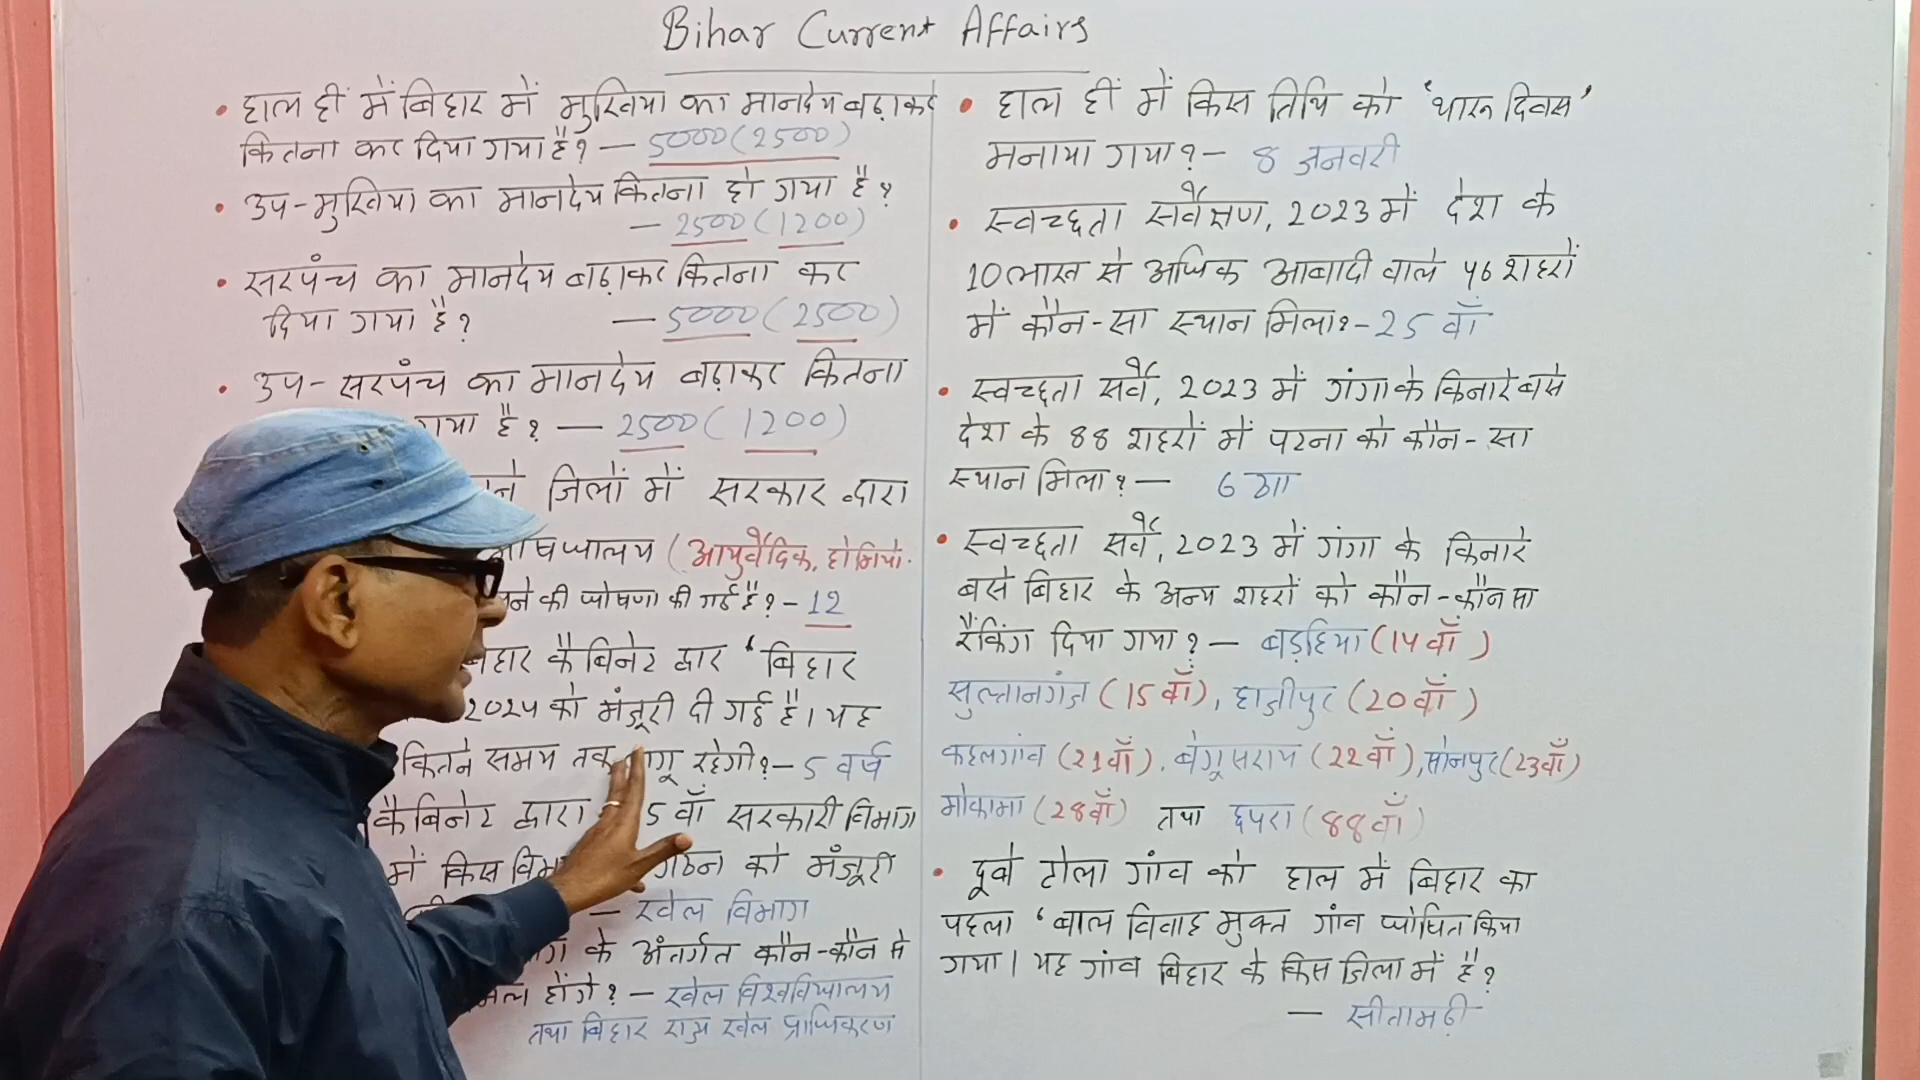 Bihar Current Affairs
• हाल हीं में बिहार में मुखिया का मानदेय बढ़ाकर
कितना कर दिया गया है? — 5000 (2500)
• उप-मुखिया का मानदेय कितना हो गया है?
— 2500 (1200)
• सरपंच का मानदेय बढ़ाकर कितना कर
दिया गया है? — 5000 (2500)
• उप-सरपंच का मानदेय बढ़ाकर कितना
गया है? — 2500 (1200)
जिलों में सरकार द्वारा
(आयुर्वेदिक, होमियो.
की घोषणा की गई है? – 12
कैबिनेट द्वार 'बिहार
2024 को मंजूरी दी गई है। यह
कितने समय तक रहेगी? – 5 वर्ष
कैबिनेट द्वारा 5 वाँ सरकारी विभाग
में किस को मंजूरी
— खेल विभाग
के अंतर्गत कौन-कौन से
होंगे? — खेल विश्वविद्यालय
तथा बिहार राज्य खेल प्राधिकरण
• हाल हीं में किस तिथि को 'थारू दिवस'
मनाया गया? – 8 जनवरी
• स्वच्छता सर्वेक्षण, 2023 में देश के
10 लाख से अधिक आबादी वाले 46 शहरों
में कौन-सा स्थान मिला? – 25 वाँ
• स्वच्छता सर्वे, 2023 में गंगा के किनारे बसे
देश के 88 शहरों में पटना को कौन-सा
स्थान मिला? — 6 ठा
• स्वच्छता सर्वे, 2023 में गंगा के किनारे
बसे बिहार के अन्य शहरों को कौन-कौन सा
रैंकिंग दिया गया? — बड़हिया (14 वाँ)
सुल्तानगंज (15 वाँ), हाजीपुर (20 वाँ)
कहलगांव (21 वाँ), बेगूसराय (22 वाँ), सोनपुर (23 वाँ)
मोकामा (28 वाँ) तथा छपरा (88 वाँ)
• दूबे टोला गांव को हाल में बिहार का
पहला 'बाल विवाह मुक्त गांव घोषित किया
गया। यह गांव बिहार के किस जिला में है?
— सीतामढ़ी